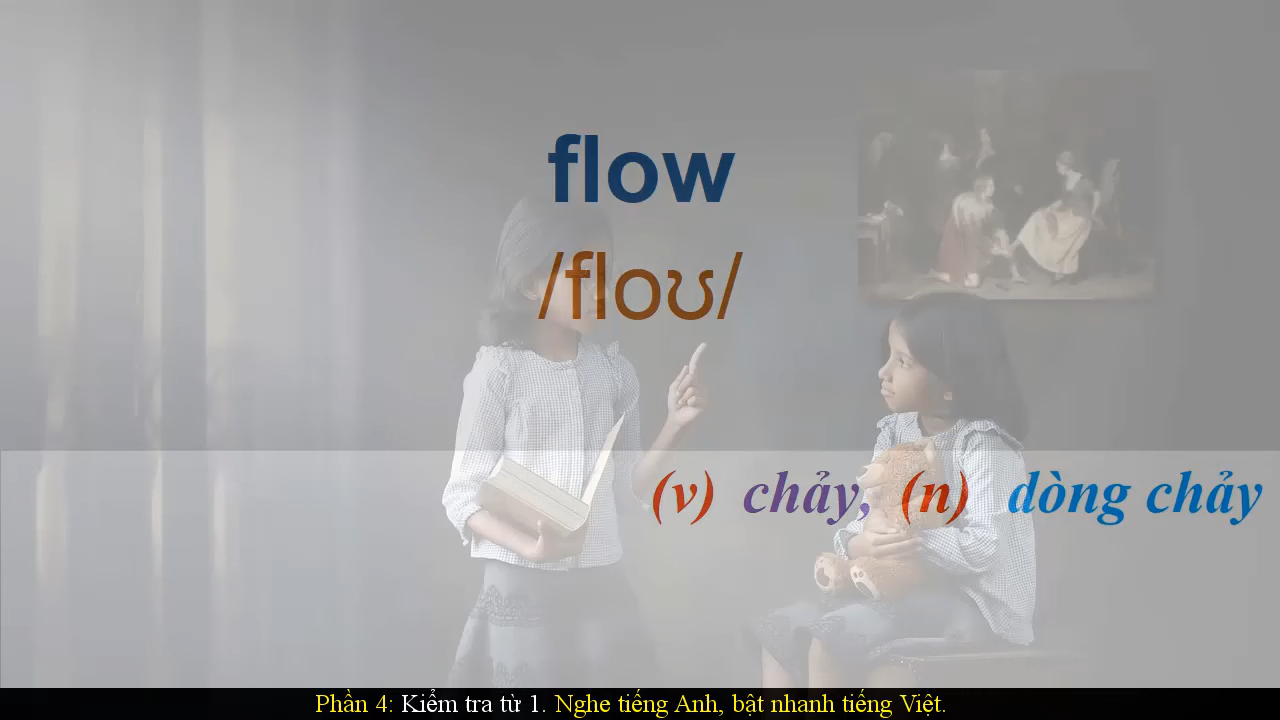 flow
/floʊ/
(v) chảy, (n) dòng chảy
Phần 4: Kiểm tra từ 1. Nghe tiếng Anh, bật nhanh tiếng Việt.